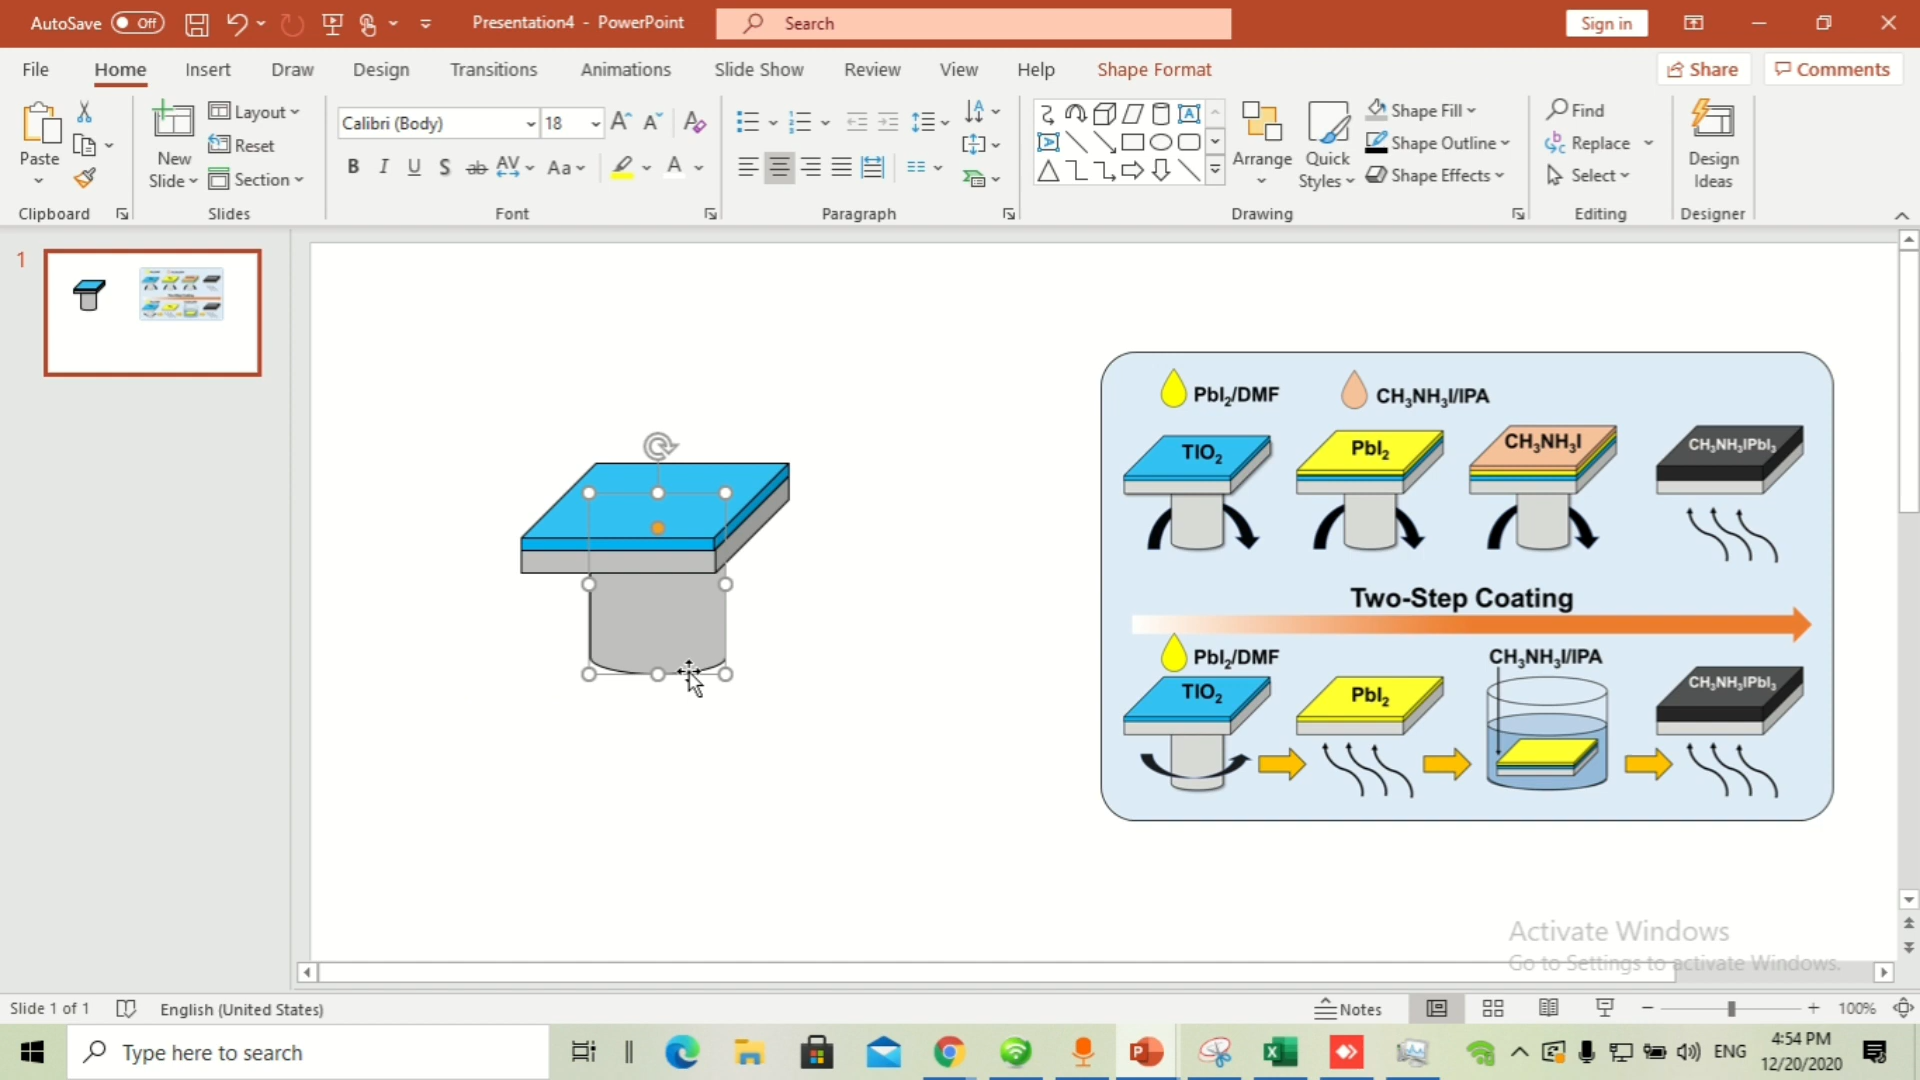 AutoSave Off Presentation4 - PowerPoint Search Sign in
File Home Insert Draw Design Transitions Animations Slide Show Review View Help Shape Format Share Comments
Paste New Slide Layout Reset Section
Calibri (Body) 18
B I U S ab AV Aa A
Arrange Quick Styles Shape Fill Shape Outline Shape Effects
Find Replace Select
Design Ideas
Clipboard Slides Font Paragraph Drawing Editing Designer
1
PbI₂/DMF CH₃NH₃I/IPA
TIO₂ PbI₂ CH₃NH₃I CH₃NH₃IPbI₃
Two-Step Coating
PbI₂/DMF CH₃NH₃I/IPA
TIO₂ PbI₂ CH₃NH₃IPbI₃
Activate Windows
Go to Settings to activate Windows.
Slide 1 of 1 English (United States) Notes 100%
Type here to search ENG 4:54 PM
12/20/2020